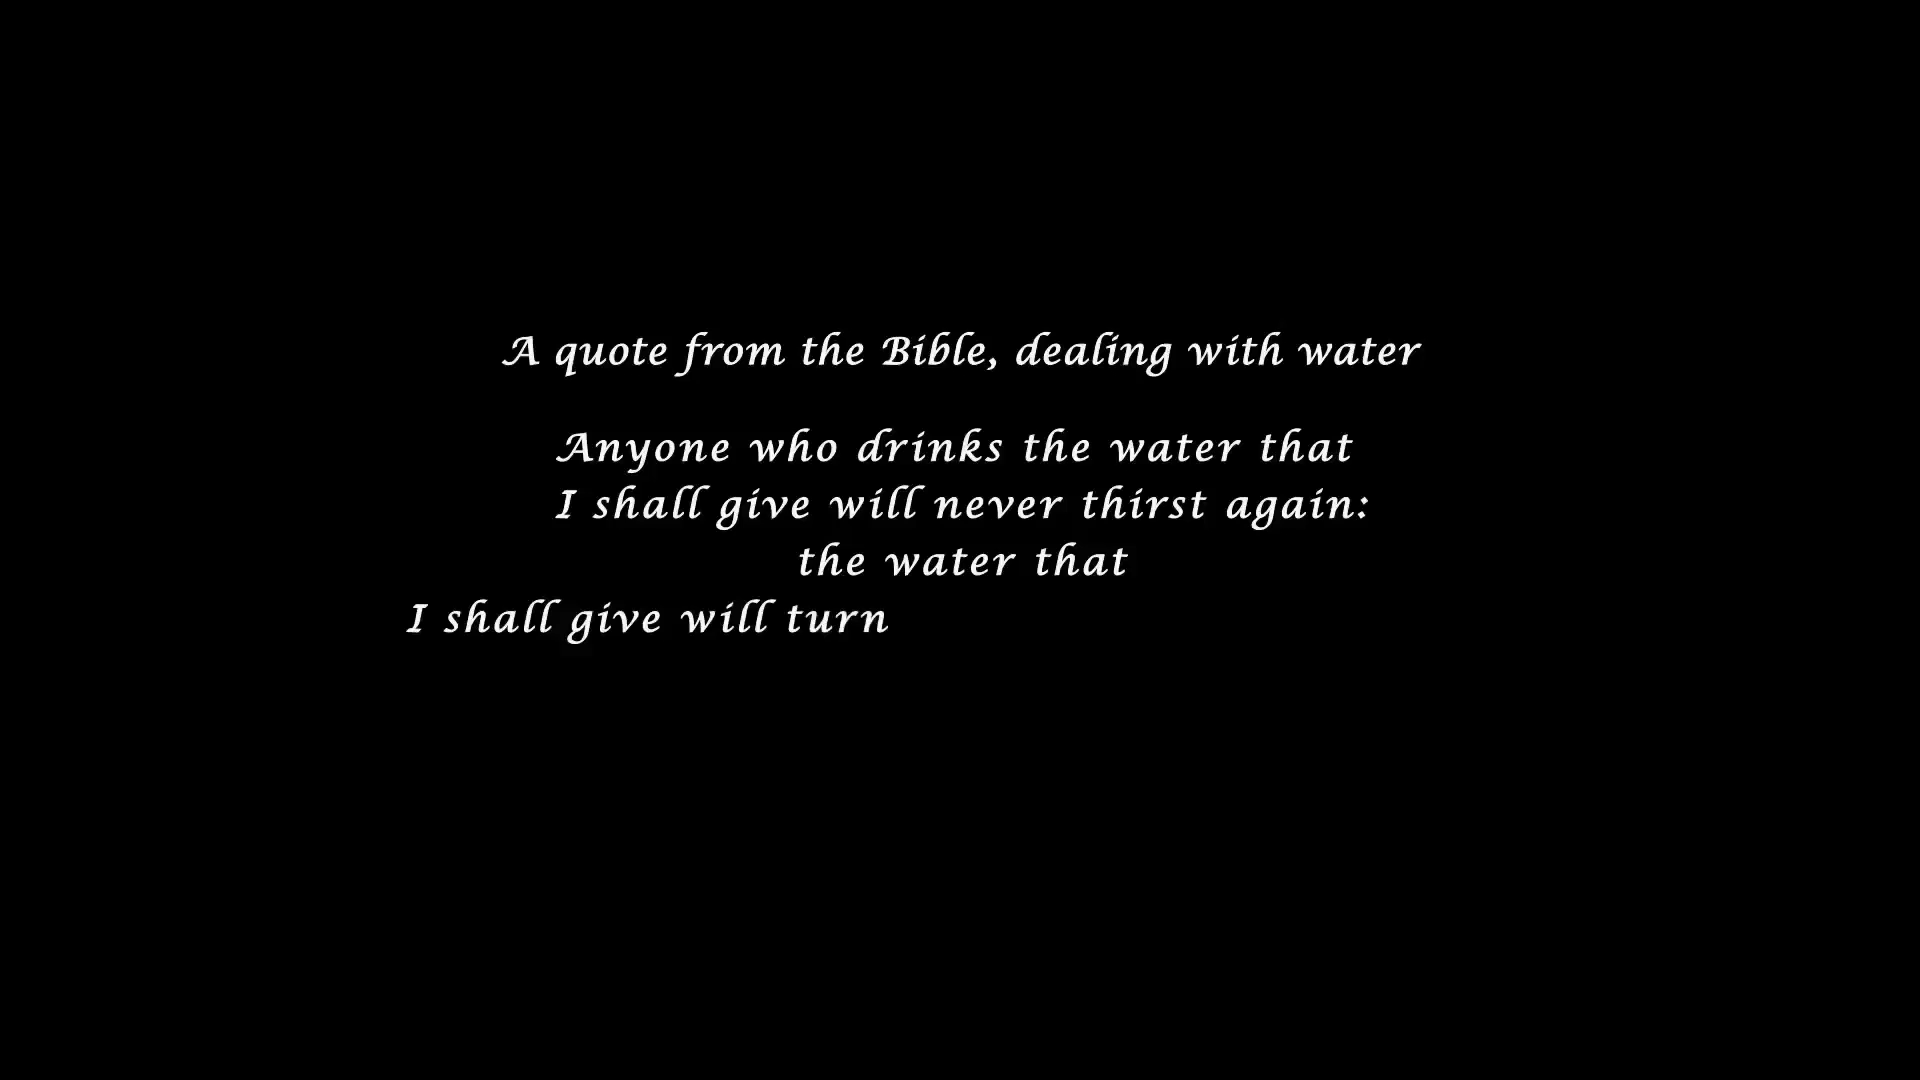 A quote from the Bible, dealing with water
Anyone who drinks the water that
I shall give will never thirst again:
the water that
I shall give will turn